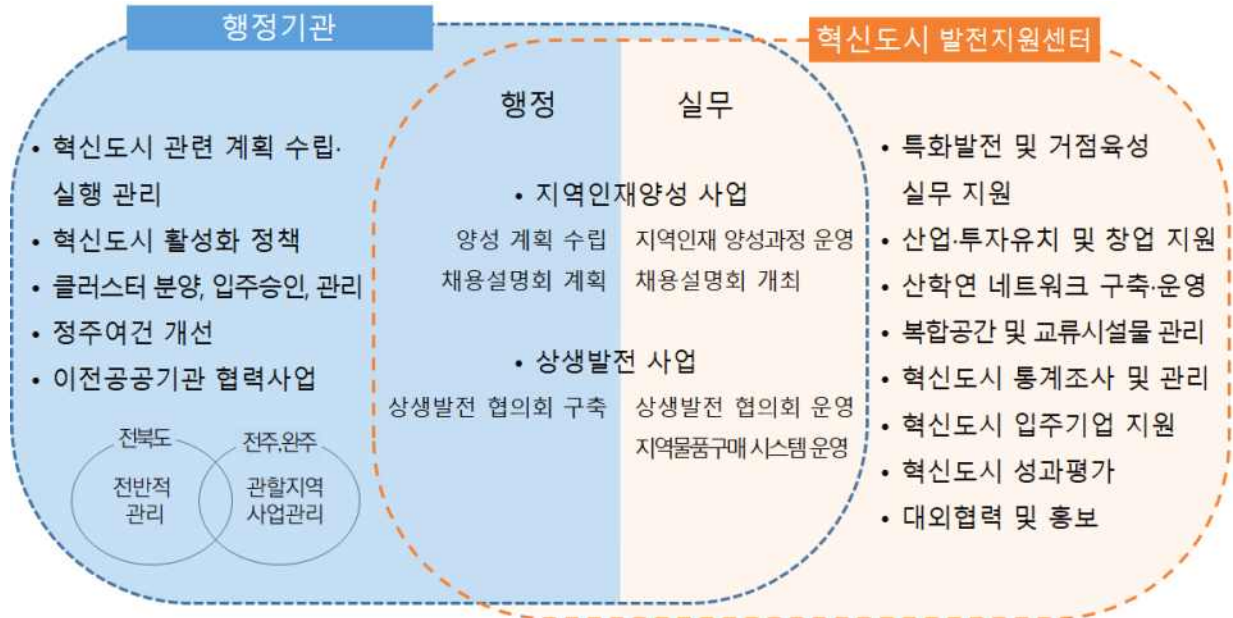 행정기관
혁신도시 발전지원센터
• 혁신도시 관련 계획 수립·
실행 관리
• 혁신도시 활성화 정책
• 클러스터 분양, 입주승인, 관리
• 정주여건 개선
• 이전공공기관 협력사업
전북도
전주,완주
전반적
관리
관할지역
사업관리
행정
실무
• 지역인재양성 사업
양성 계획 수립
지역인재 양성과정 운영
채용설명회 계획
채용설명회 개최
• 상생발전 사업
상생발전 협의회 구축
상생발전 협의회 운영
지역물품구매 시스템 운영
• 특화발전 및 거점육성
실무 지원
• 산업·투자유치 및 창업 지원
• 산학연 네트워크 구축·운영
• 복합공간 및 교류시설물 관리
• 혁신도시 통계조사 및 관리
• 혁신도시 입주기업 지원
• 혁신도시 성과평가
• 대외협력 및 홍보